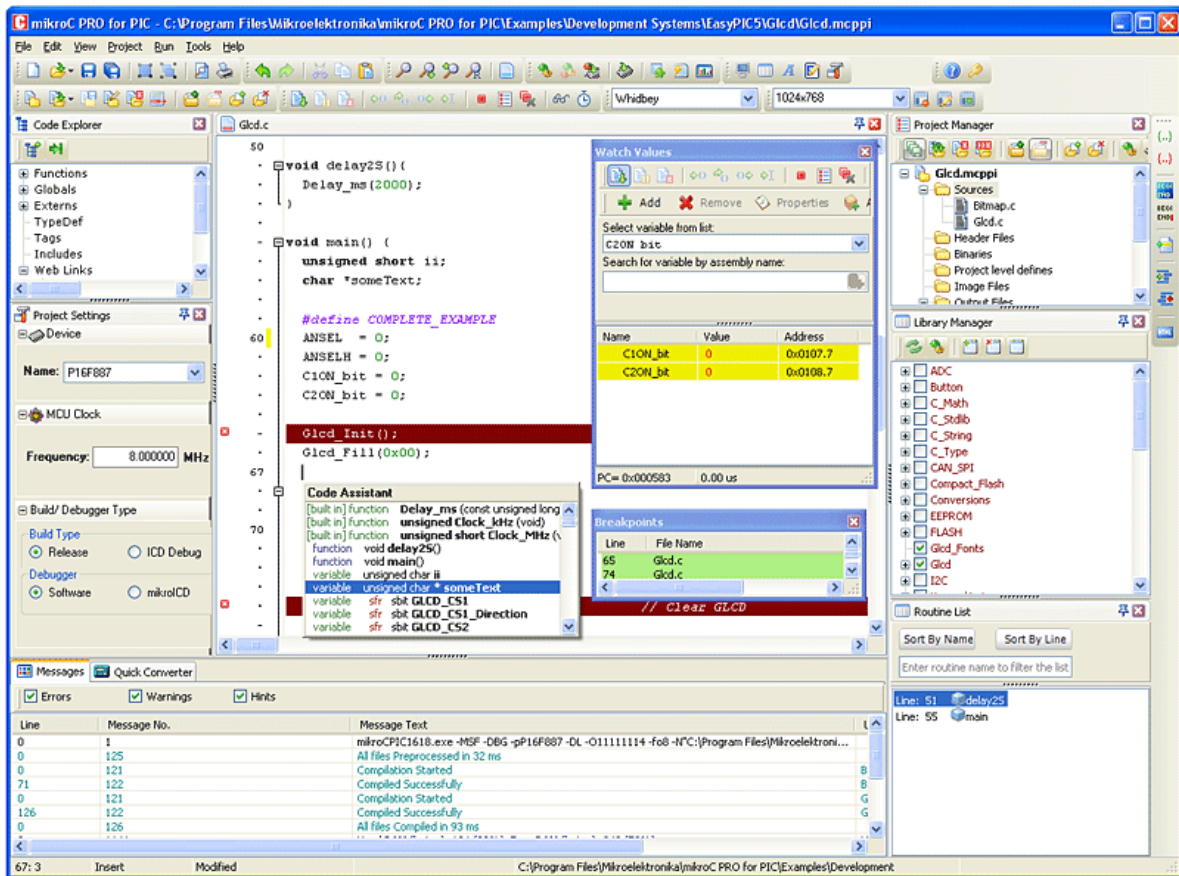 mikroC PRO for PIC - C:\Program Files\Mikroelektronika\mikroC PRO for PIC\Examples\Development Systems\EasyPIC5\Glcd\Glcd.mcppi
File Edit View Project Run Tools Help
Whidbey 1024x768
Code Explorer
Functions
Globals
Externs
TypeDef
Tags
Includes
Web Links
Project Settings
Device
Name: P16F887
MCU Clock
Frequency: 8.000000 MHz
Build/ Debugger Type
Build Type
Release ICD Debug
Debugger
Software mikroICD
Glcd.c
50
void delay2S(){
Delay_ms(2000);
}
void main() {
unsigned short ii;
char *someText;
#define COMPLETE_EXAMPLE
60 ANSEL = 0;
ANSELH = 0;
C1ON_bit = 0;
C2ON_bit = 0;
Glcd_Init();
Glcd_Fill(0x00);
67
70
// Clear GLCD
Code Assistant
[built in] function Delay_ms (const unsigned long
[built in] function unsigned Clock_kHz (void)
[built in] function unsigned short Clock_MHz (v
function void delay2S()
function void main()
variable unsigned char ii
variable unsigned char * someText
variable sfr sbit GLCD_CS1
variable sfr sbit GLCD_CS1_Direction
variable sfr sbit GLCD_CS2
Watch Values
Add Remove Properties A
Select variable from list:
C2ON bit
Search for variable by assembly name:
Name Value Address
C1ON_bit 0 0x0107.7
C2ON_bit 0 0x0108.7
PC= 0x000583 0.00 us
Breakpoints
Line File Name
65 Glcd.c
74 Glcd.c
Project Manager
Glcd.mcppi
Sources
Bitmap.c
Glcd.c
Header Files
Binaries
Project level defines
Image Files
Output Files
Library Manager
ADC
Button
C_Math
C_Stdlib
C_String
C_Type
CAN_SPI
Compact_Flash
Conversions
EEPROM
FLASH
Glcd_Fonts
Glcd
I2C
Routine List
Sort By Name Sort By Line
Enter routine name to filter the list
Line: 51 delay2S
Line: 55 main
Messages Quick Converter
Errors Warnings Hints
Line Message No. Message Text
0 1 mikroCPIC1618.exe -MSF -DBG -pP16F887 -DL -O11111114 -fo8 -N"C:\Program Files\Mikroelektroni...
0 125 All files Preprocessed in 32 ms
0 121 Compilation Started B
71 122 Compiled Successfully B
0 121 Compilation Started G
126 122 Compiled Successfully G
0 126 All files Compiled in 93 ms
67: 3 Insert Modified C:\Program Files\Mikroelektronika\mikroC PRO for PIC\Examples\Development